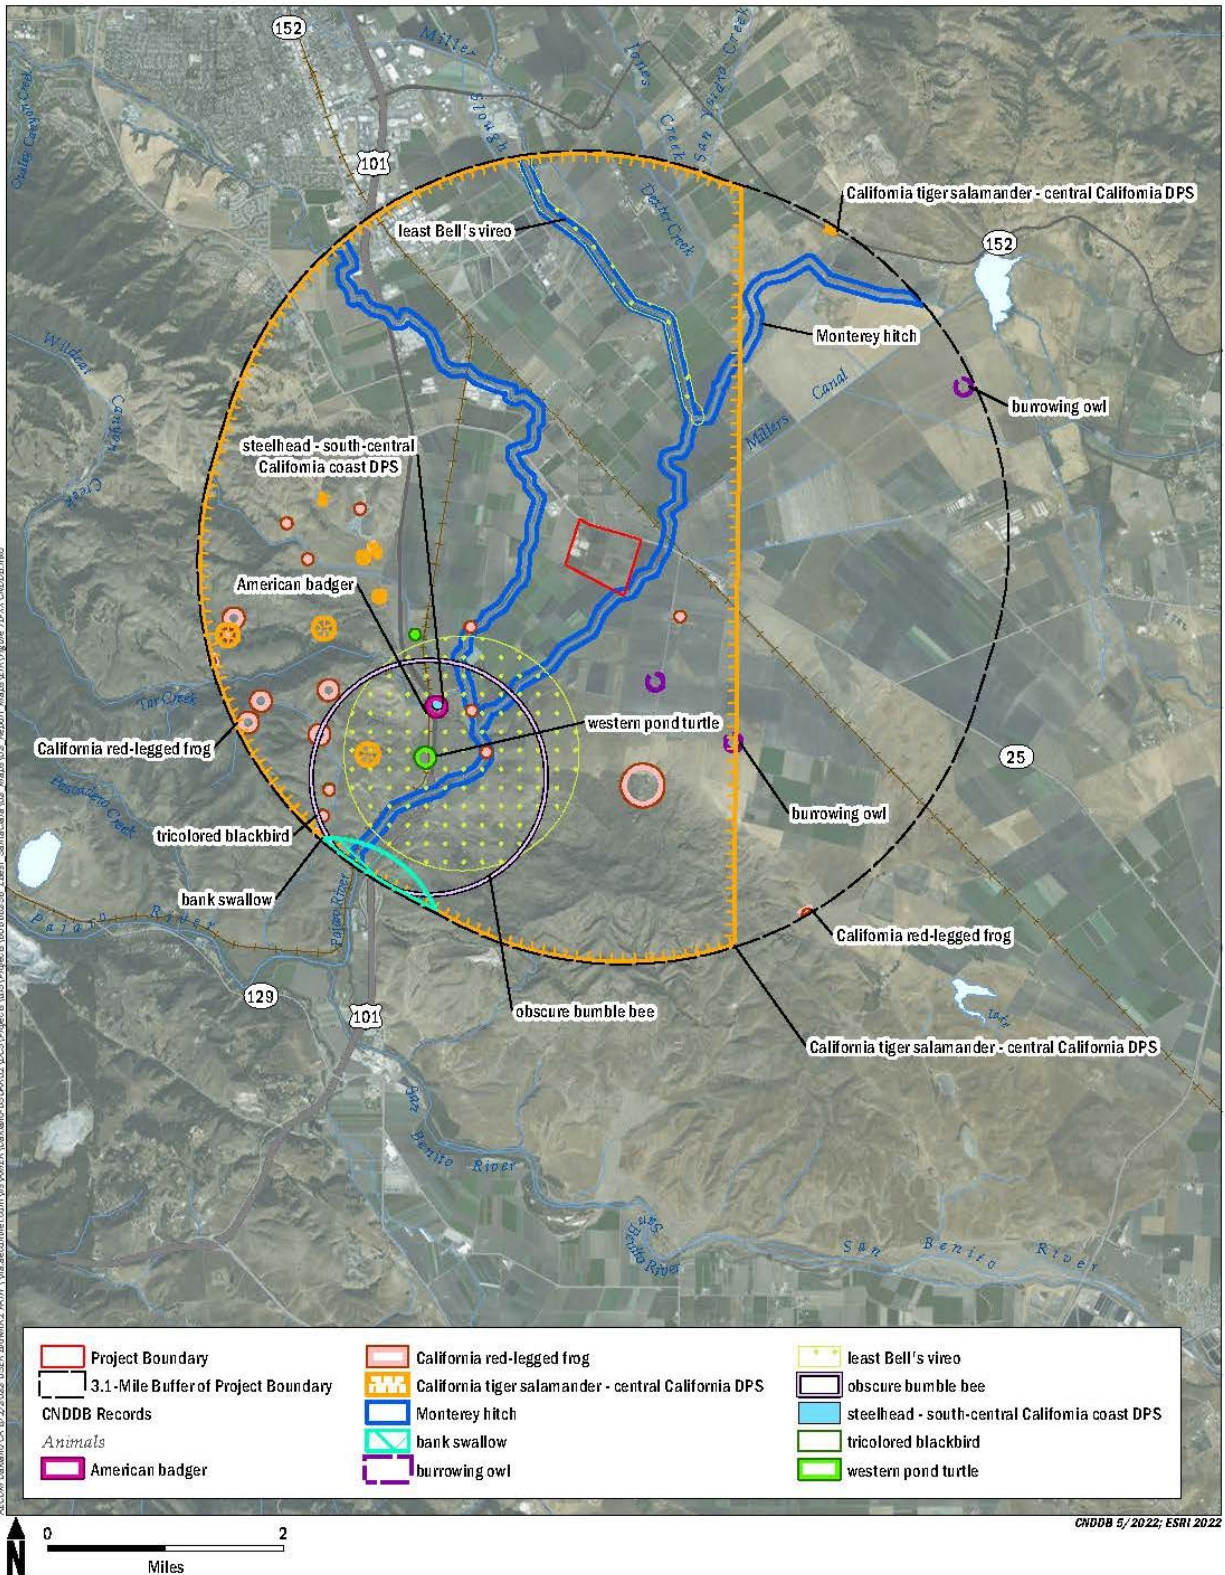 152
Miller
Slough
Jones
Creek
San Ysidro Creek
101
Dexter Creek
California tiger salamander - central California DPS
least Bell's vireo
152
Monterey hitch
Millers Canal
burrowing owl
Wildcat
Canyon
Creek
steelhead - south-central
California coast DPS
American badger
Tar Creek
western pond turtle
California red-legged frog
25
Pescadero Creek
burrowing owl
tricolored blackbird
bank swallow
Pajaro River
Pajaro River
California red-legged frog
129
101
obscure bumble bee
Lake
California tiger salamander - central California DPS
San
Benito River
San
Benito River
San Benito River
Project Boundary
3.1-Mile Buffer of Project Boundary
CNDDB Records
Animals
American badger
California red-legged frog
California tiger salamander - central California DPS
Monterey hitch
bank swallow
burrowing owl
least Bell's vireo
obscure bumble bee
steelhead - south-central California coast DPS
tricolored blackbird
western pond turtle
CNDDB 5/2022; ESRI 2022
N
0 2
Miles